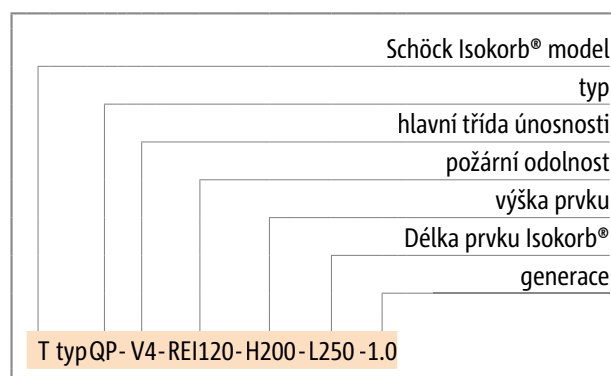 Schöck Isokorb® model
typ
hlavní třída únosnosti
požární odolnost
výška prvku
Délka prvku Isokorb®
generace
T typ QP- V4-REI120-H200-L250 -1.0